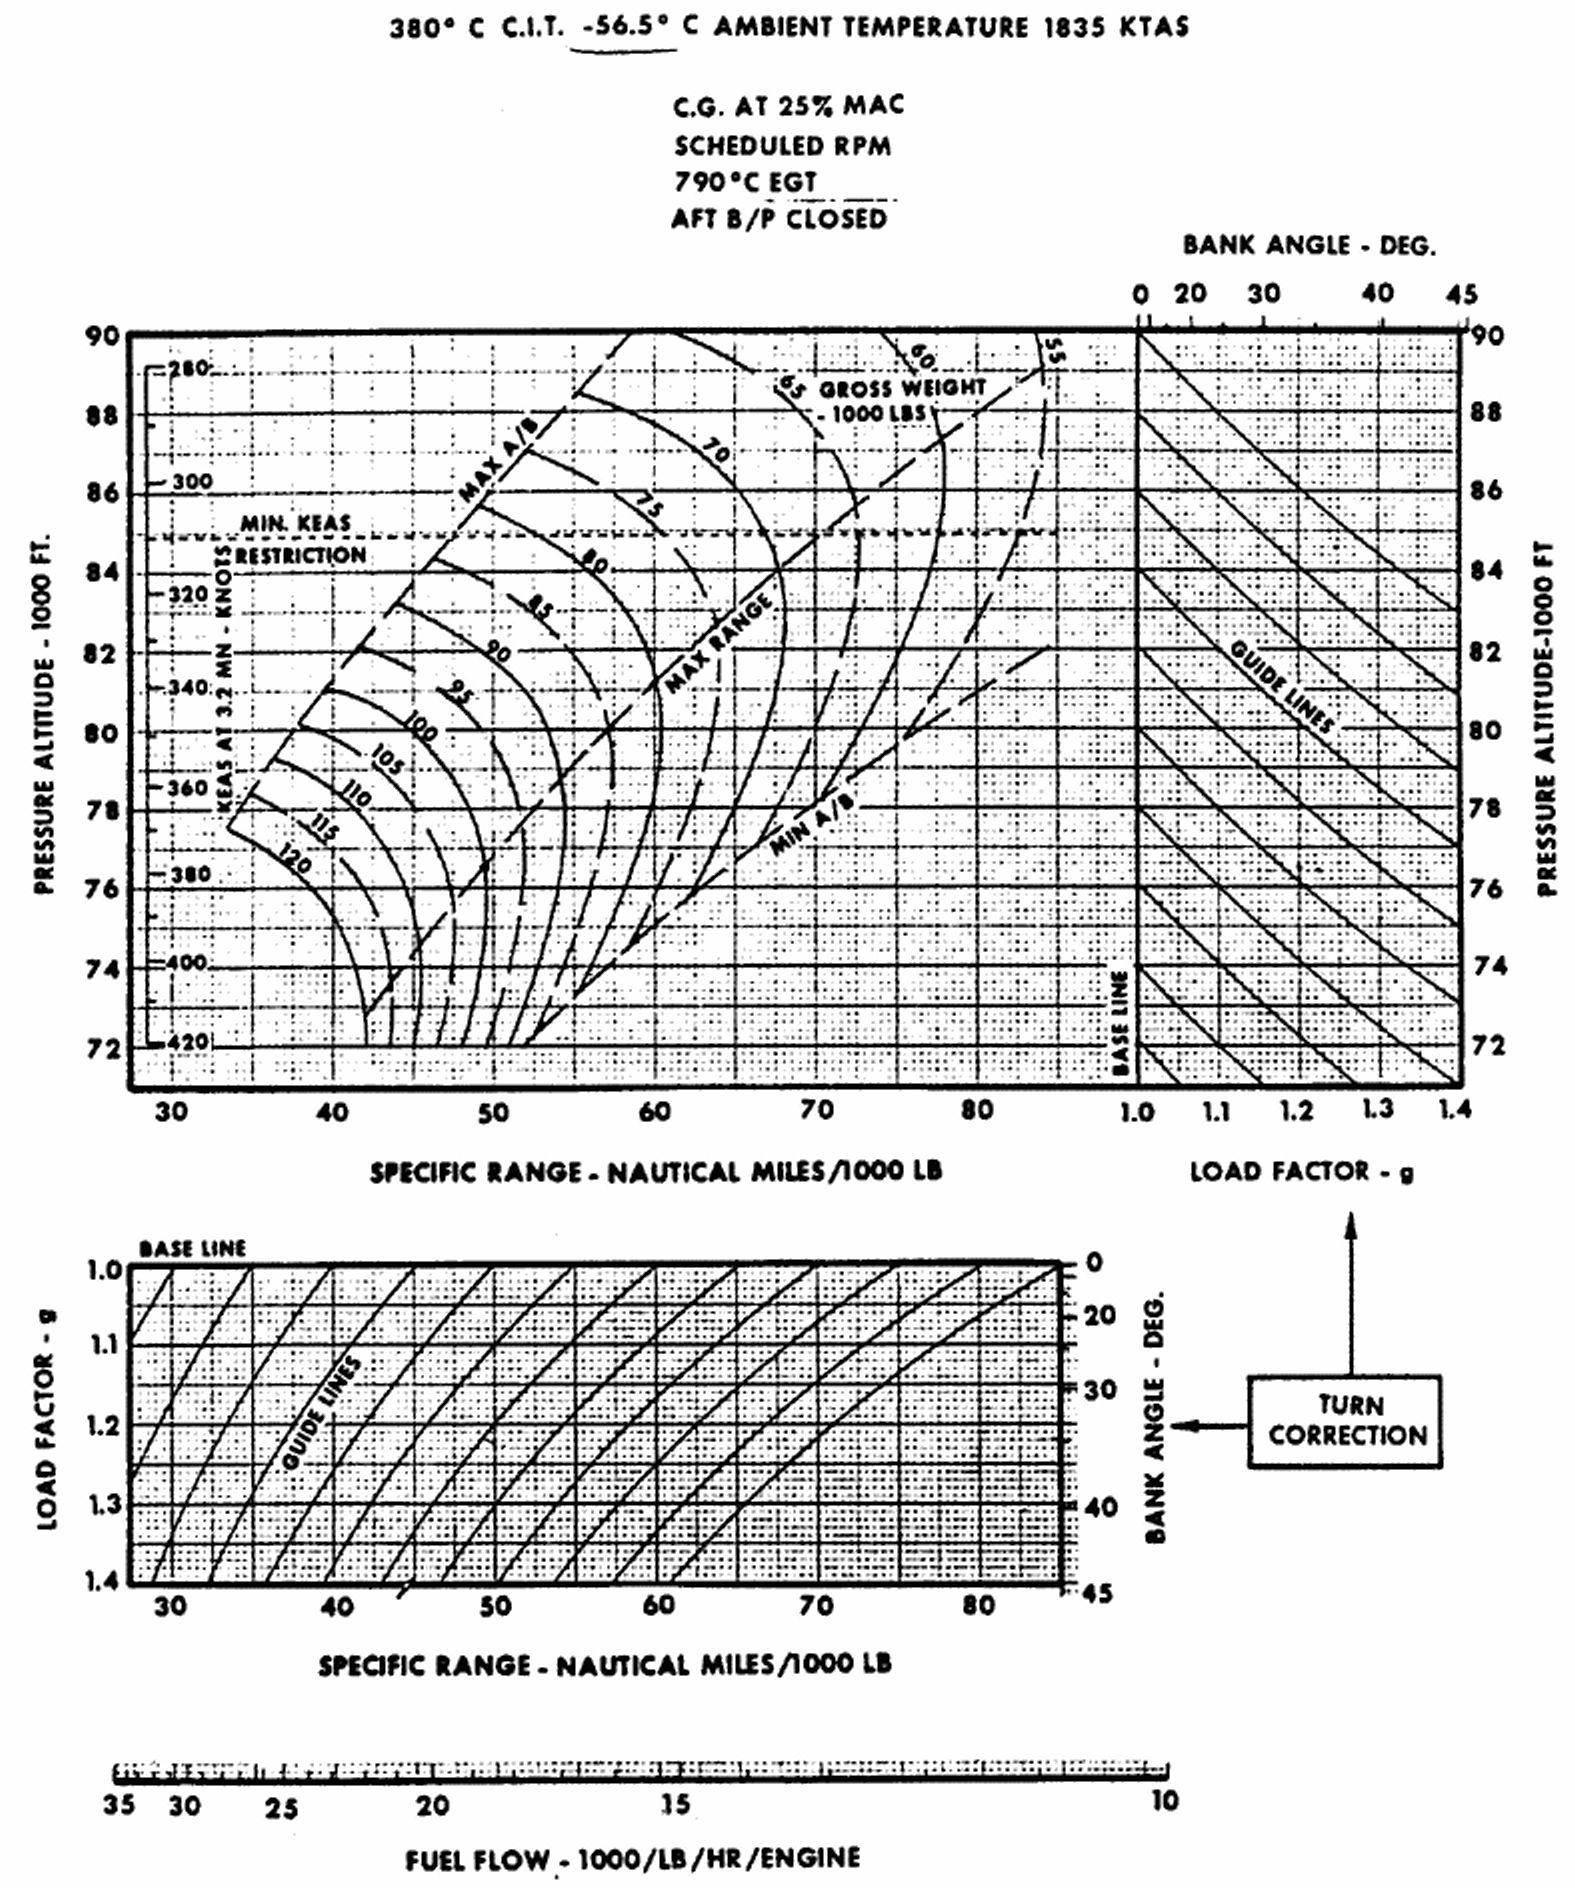 380° C C.I.T. -56.5° C AMBIENT TEMPERATURE 1835 KTAS
C.G. AT 25% MAC
SCHEDULED RPM
790°C EGT
AFT B/P CLOSED
BANK ANGLE - DEG.
0 20 30 40 45
PRESSURE ALTITUDE - 1000 FT.
90
88
86
84
82
80
78
76
74
72
KEAS AT 3.2 MN - KNOTS
280
300
320
340
360
380
400
420
MIN. KEAS
RESTRICTION
MAX A/B
MAX RANGE
MIN A/B
GROSS WEIGHT
- 1000 LBS
55
60
65
70
75
80
85
90
95
100
105
110
115
120
BASE LINE
GUIDE LINES
90
88
86
84
82
80
78
76
74
72
PRESSURE ALTITUDE-1000 FT
30 40 50 60 70 80
1.0 1.1 1.2 1.3 1.4
SPECIFIC RANGE - NAUTICAL MILES/1000 LB
LOAD FACTOR - g
BASE LINE
LOAD FACTOR - g
1.0
1.1
1.2
1.3
1.4
GUIDE LINES
0
20
30
40
45
BANK ANGLE - DEG.
TURN
CORRECTION
30 40 50 60 70 80
SPECIFIC RANGE - NAUTICAL MILES/1000 LB
35 30 25 20 15 10
FUEL FLOW - 1000/LB/HR/ENGINE